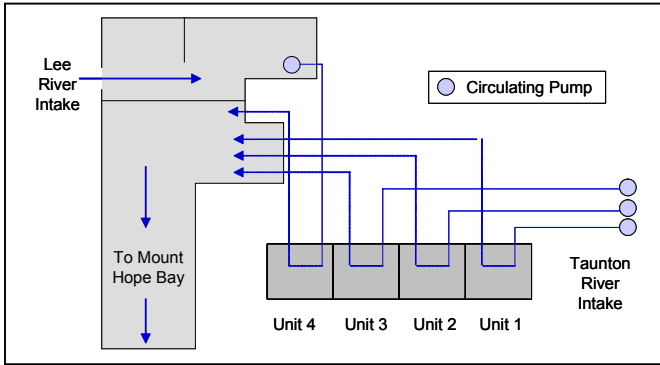 Lee
River
Intake
Circulating Pump
To Mount
Hope Bay
Taunton
River
Intake
Unit 4
Unit 3
Unit 2
Unit 1